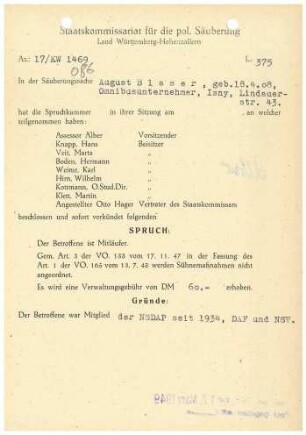 Staatskommissariat für die pol. Säuberung
Land Württemberg-Hohenzollern
Az.: 17/KW 1469
086
L 375
In der Säuberungssache August B l a s e r , geb.18.4.08,
Omnibusunternehmer, Isny, Lindauer-
str. 43.
hat die Spruchkammer in ihrer Sitzung am , an welcher
teilgenommen haben:
Assessor Alber Vorsitzender
Knapp, Hans Beisitzer
Veit, Marta "
Boden, Hermann "
Weinz, Karl "
Hirn, Wilhelm "
Kottmann, O.Stud.Dir. "
Klett, Martin "
Angestellter Otto Hager Vertreter des Staatskommissars
beschlossen und sofort verkündet folgenden
SPRUCH:
Der Betroffene ist Mitläufer.
Gem. Art. 3 der VO. 133 vom 17. 11. 47 in der Fassung des
Art. 1 der VO. 165 vom 13. 7. 48 werden Sühnemaßnahmen nicht
angeordnet.
Es wird eine Verwaltungsgebühr von DM 60.- erhoben.
Gründe:
Der Betroffene war Mitglied der NSDAP seit 1934, DAF und NSV.